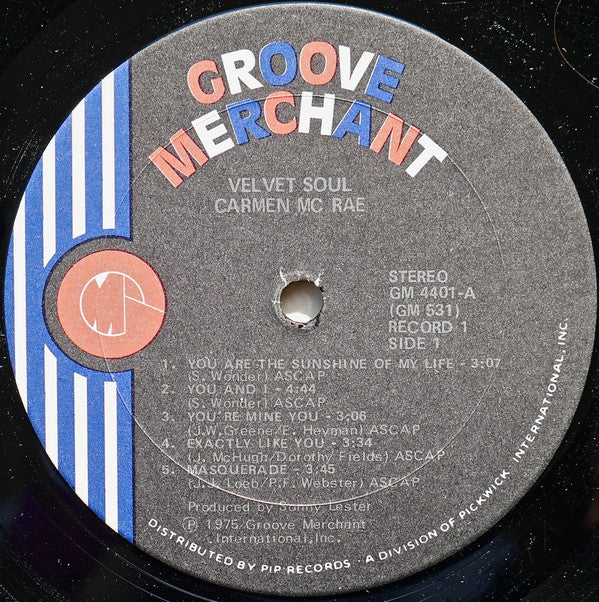 GROOVE
MERCHANT
VELVET SOUL
CARMEN MC RAE
STEREO
GM 4401-A
(GM 531)
RECORD 1
SIDE 1
1. YOU ARE THE SUNSHINE OF MY LIFE - 3:07
(S. Wonder) ASCAP
2. YOU AND I - 4:44
(S. Wonder) ASCAP
3. YOU'RE MINE YOU - 3:06
(J.W. Greene/E. Heyman) ASCAP
4. EXACTLY LIKE YOU - 3:34
(J. McHugh/Dorothy Fields) ASCAP
5. MASQUERADE - 3:45
(J.J. Loeb/P.F. Webster) ASCAP
Produced by Sonny Lester
℗ 1975 Groove Merchant
International, Inc.
DISTRIBUTED BY PIP RECORDS · A DIVISION OF PICKWICK INTERNATIONAL, INC.